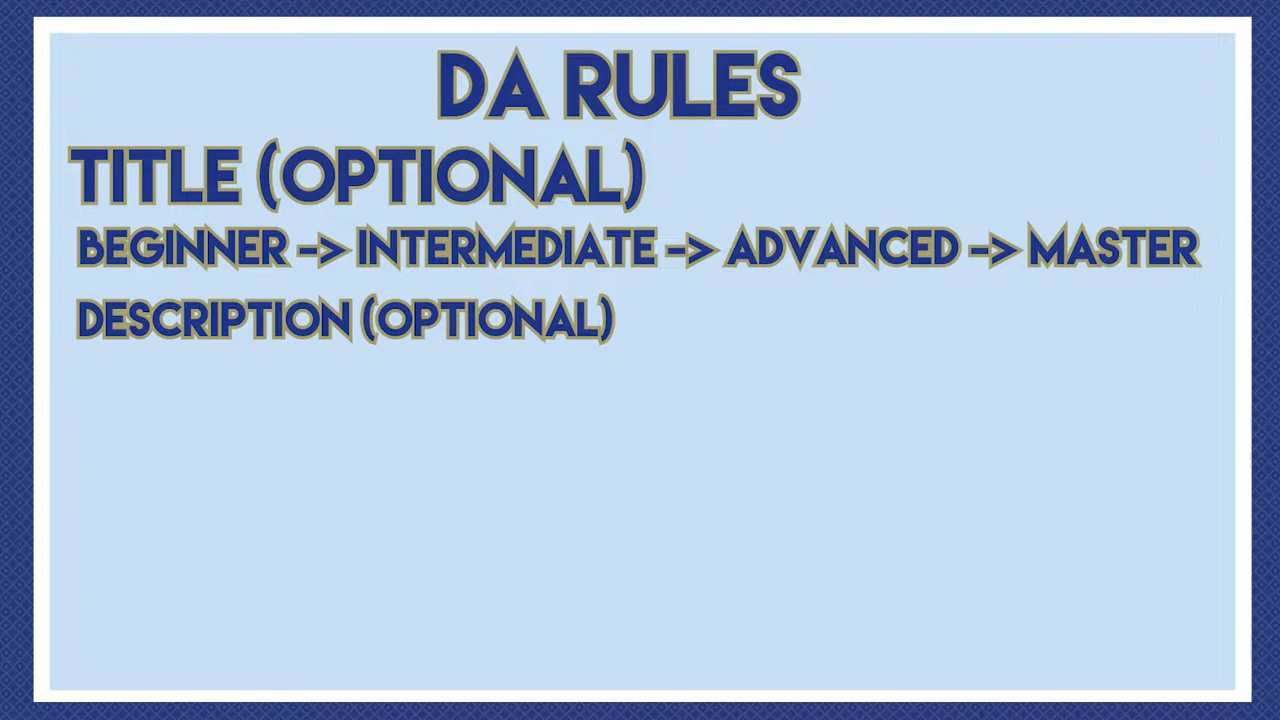 DA RULES
TITLE (OPTIONAL)
BEGINNER -> INTERMEDIATE -> ADVANCED -> MASTER
DESCRIPTION (OPTIONAL)